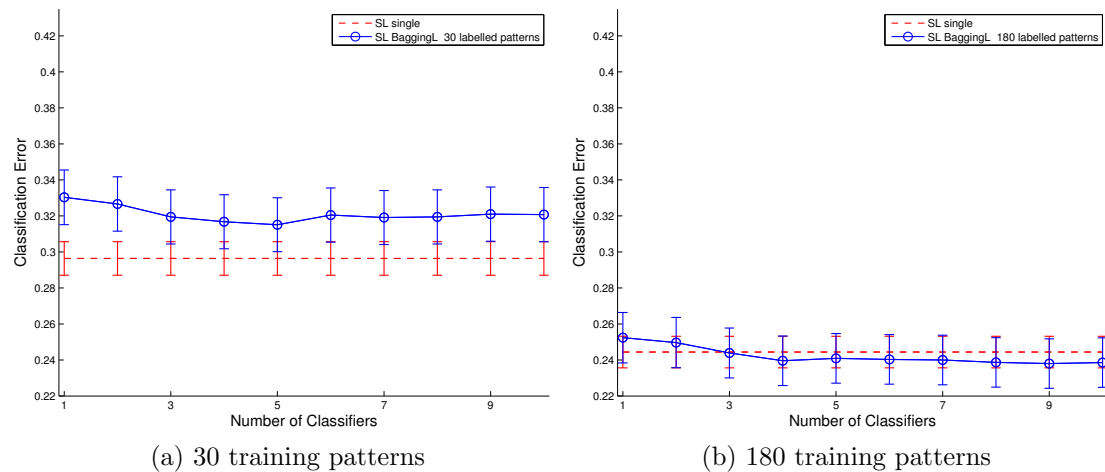 SL single
SL BaggingL 30 labelled patterns
0.42
0.4
0.38
0.36
0.34
0.32
0.3
0.28
0.26
0.24
0.22
Classification Error
1 3 5 7 9
Number of Classifiers
(a) 30 training patterns
SL single
SL BaggingL 180 labelled patterns
0.42
0.4
0.38
0.36
0.34
0.32
0.3
0.28
0.26
0.24
0.22
Classification Error
1 3 5 7 9
Number of Classifiers
(b) 180 training patterns